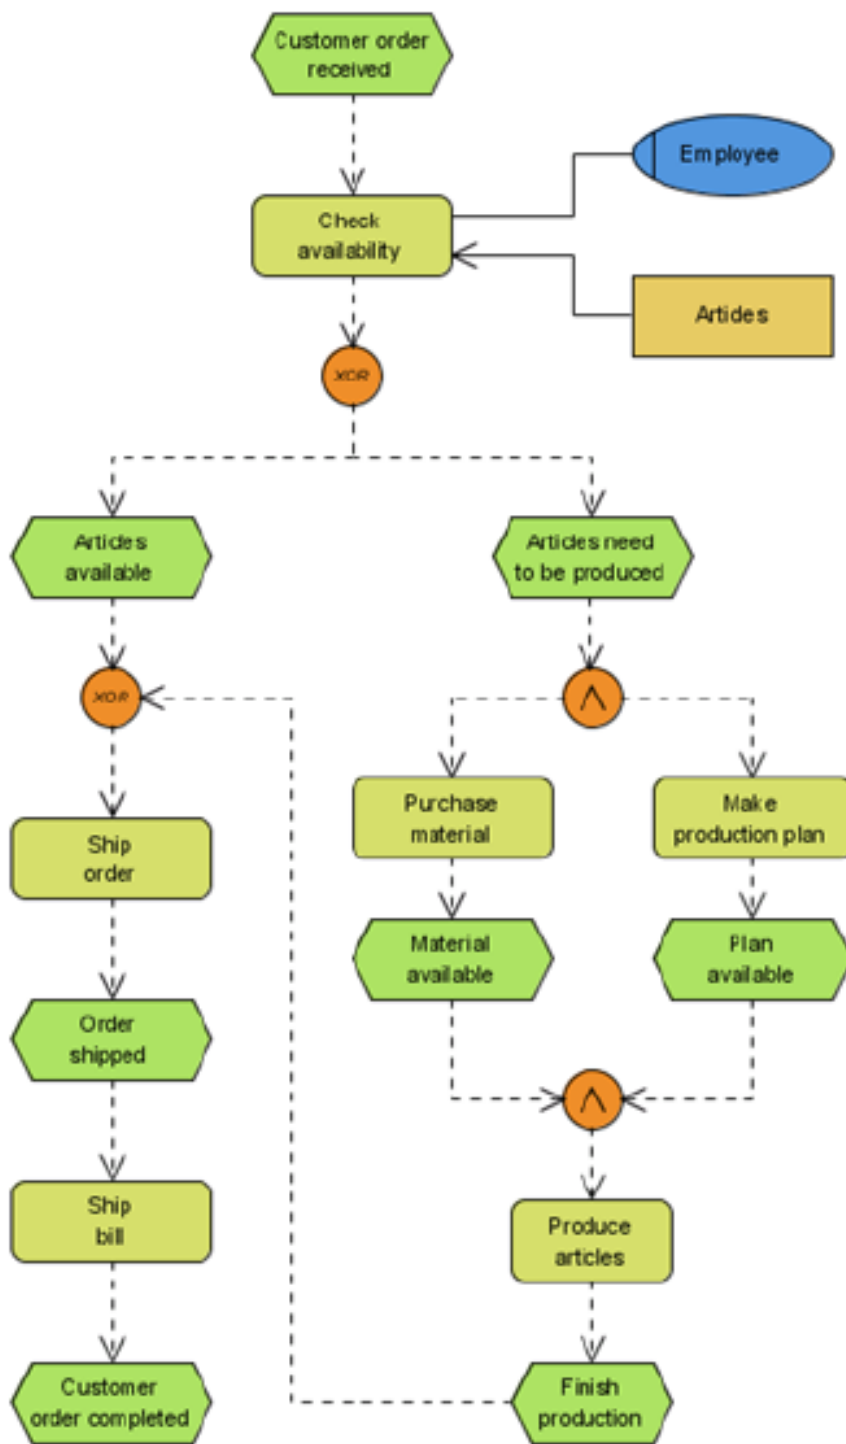 Customer order
received
Employee
Check
availability
Articles
XOR
Articles
available
Articles need
to be produced
XOR
Λ
Purchase
material
Make
production plan
Ship
order
Material
available
Plan
available
Order
shipped
Λ
Ship
bill
Produce
articles
Customer
order completed
Finish
production